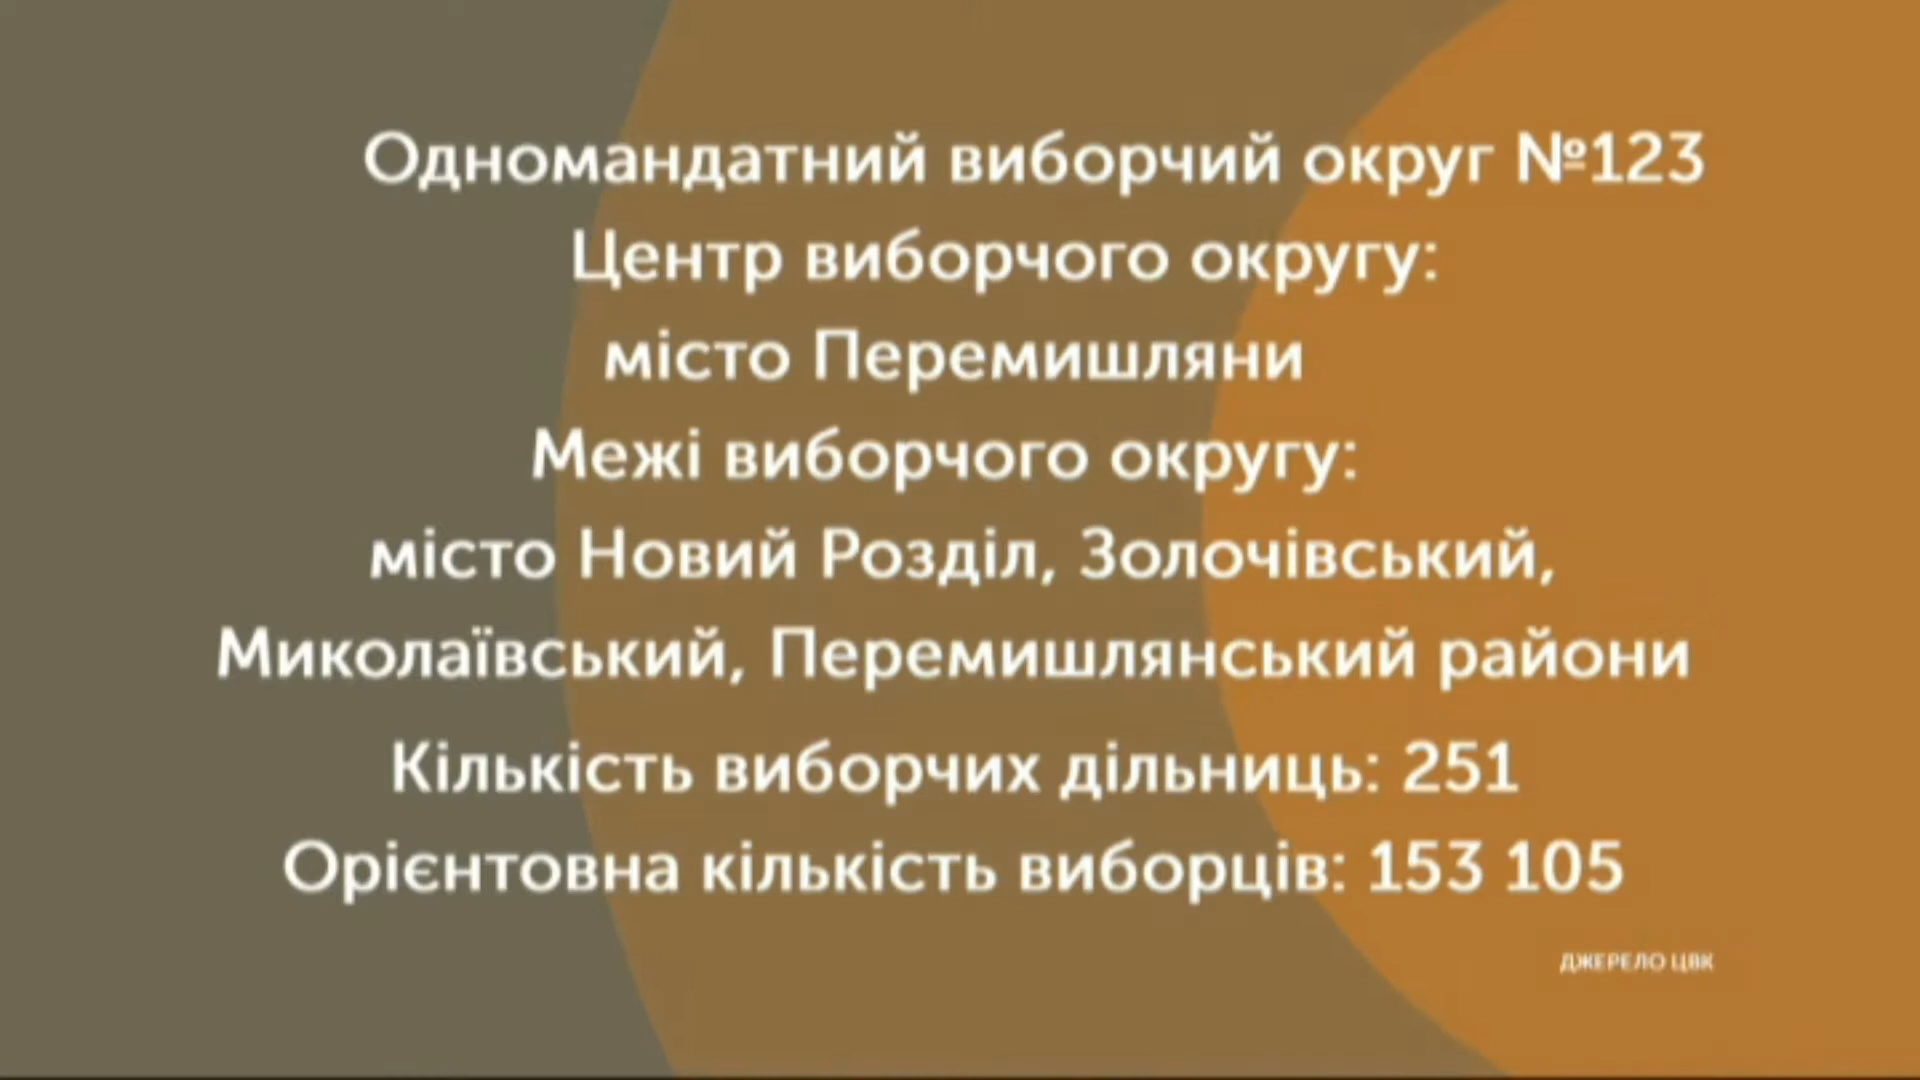 Одномандатний виборчий округ №123
Центр виборчого округу:
місто Перемишляни
Межі виборчого округу:
місто Новий Розділ, Золочівський,
Миколаївський, Перемишлянський райони
Кількість виборчих дільниць: 251
Орієнтовна кількість виборців: 153 105
ДЖЕРЕЛО ЦВК